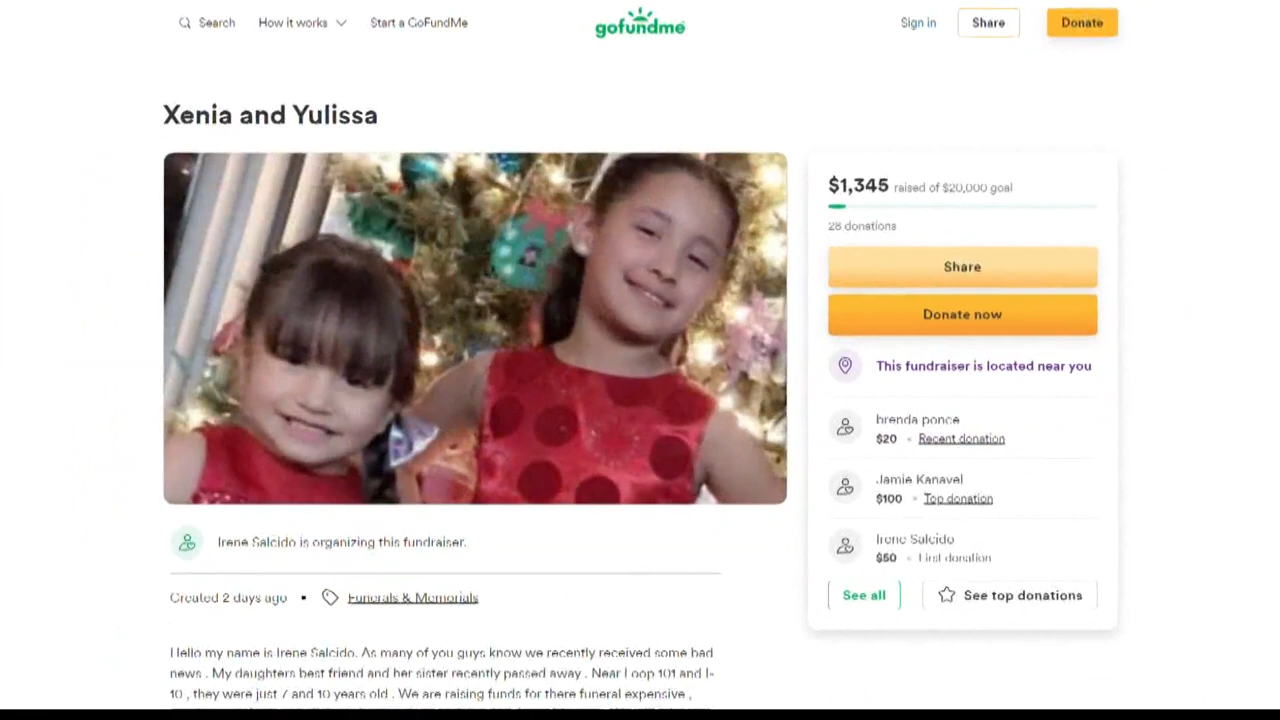 Search How it works Start a GoFundMe gofundme Sign in Share Donate
Xenia and Yulissa
$1,345 raised of $20,000 goal
28 donations
Share
Donate now
This fundraiser is located near you
brenda ponce
$20 • Recent donation
Jamie Kanavel
$100 • Top donation
Irene Salcido
$50 • First donation
See all See top donations
Irene Salcido is organizing this fundraiser.
Created 2 days ago • Funerals & Memorials
Hello my name is Irene Salcido. As many of you guys know we recently received some bad
news . My daughters best friend and her sister recently passed away . Near Loop 101 and I-
10 , they were just 7 and 10 years old . We are raising funds for there funeral expensive ,